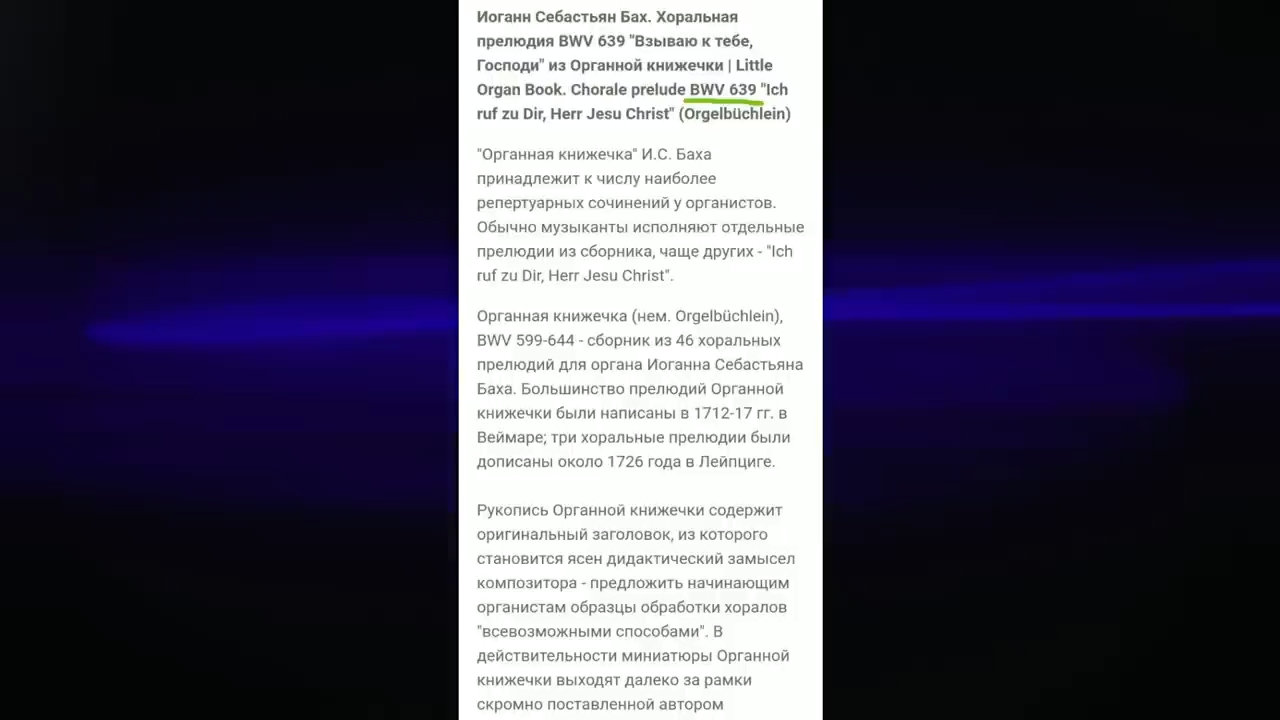 Иоганн Себастьян Бах. Хоральная
прелюдия BWV 639 "Взываю к тебе,
Господи" из Органной книжечки | Little
Organ Book. Chorale prelude BWV 639 "Ich
ruf zu Dir, Herr Jesu Christ" (Orgelbüchlein)
"Органная книжечка" И.С. Баха
принадлежит к числу наиболее
репертуарных сочинений у органистов.
Обычно музыканты исполняют отдельные
прелюдии из сборника, чаще других - "Ich
ruf zu Dir, Herr Jesu Christ".
Органная книжечка (нем. Orgelbüchlein),
BWV 599-644 - сборник из 46 хоральных
прелюдий для органа Иоганна Себастьяна
Баха. Большинство прелюдий Органной
книжечки были написаны в 1712-17 гг. в
Веймаре; три хоральные прелюдии были
дописаны около 1726 года в Лейпциге.
Рукопись Органной книжечки содержит
оригинальный заголовок, из которого
становится ясен дидактический замысел
композитора - предложить начинающим
органистам образцы обработки хоралов
"всевозможными способами". В
действительности миниатюры Органной
книжечки выходят далеко за рамки
скромно поставленной автором